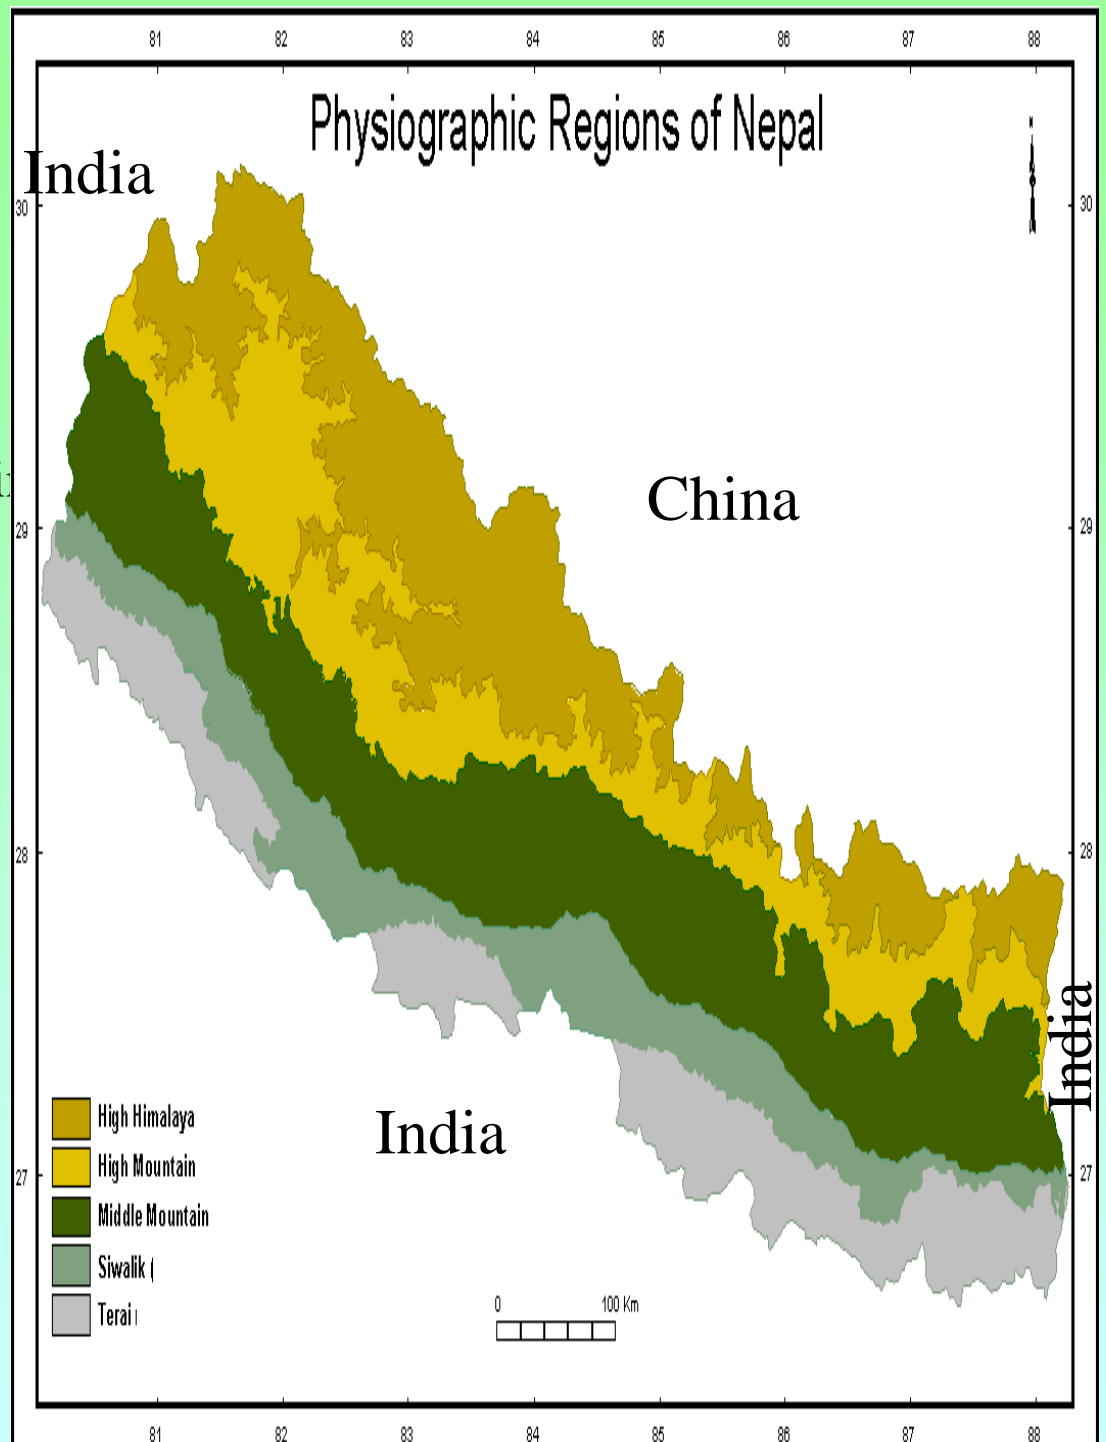 81 82 83 84 85 86 87 88
Physiographic Regions of Nepal
India
30 30
China
29 29
28 28
India
India
27 27
High Himalaya
High Mountain
Middle Mountain
Siwalik (
Terai
0 100 Km
81 82 83 84 85 86 87 88